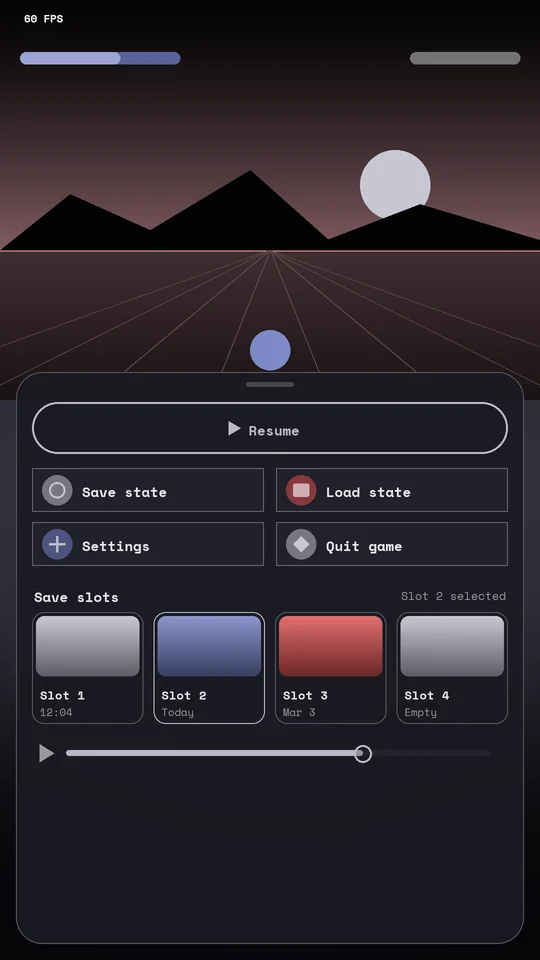 60 FPS
Resume
Save state
Load state
Settings
Quit game
Save slots
Slot 2 selected
Slot 1
12:04
Slot 2
Today
Slot 3
Mar 3
Slot 4
Empty